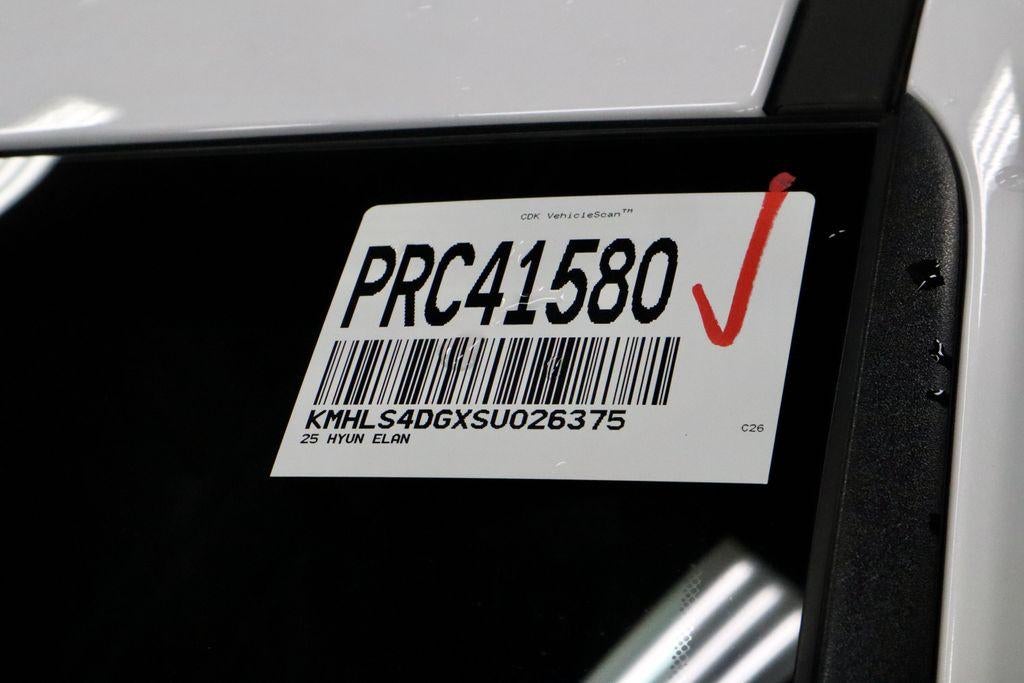 CDK VehicleScan™
PRC41580
KMHLS4DGXSU026375
25 HYUN ELAN
C26